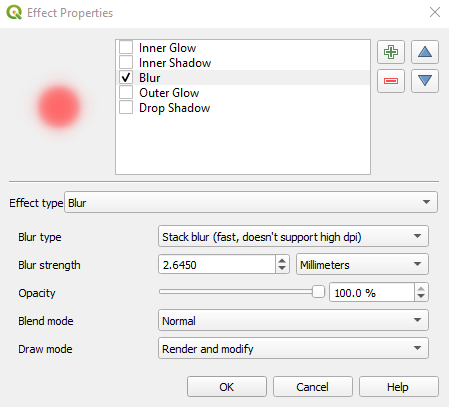 Effect Properties
Inner Glow
Inner Shadow
Blur
Outer Glow
Drop Shadow
Effect type Blur
Blur type Stack blur (fast, doesn't support high dpi)
Blur strength 2.6450 Millimeters
Opacity 100.0 %
Blend mode Normal
Draw mode Render and modify
OK Cancel Help